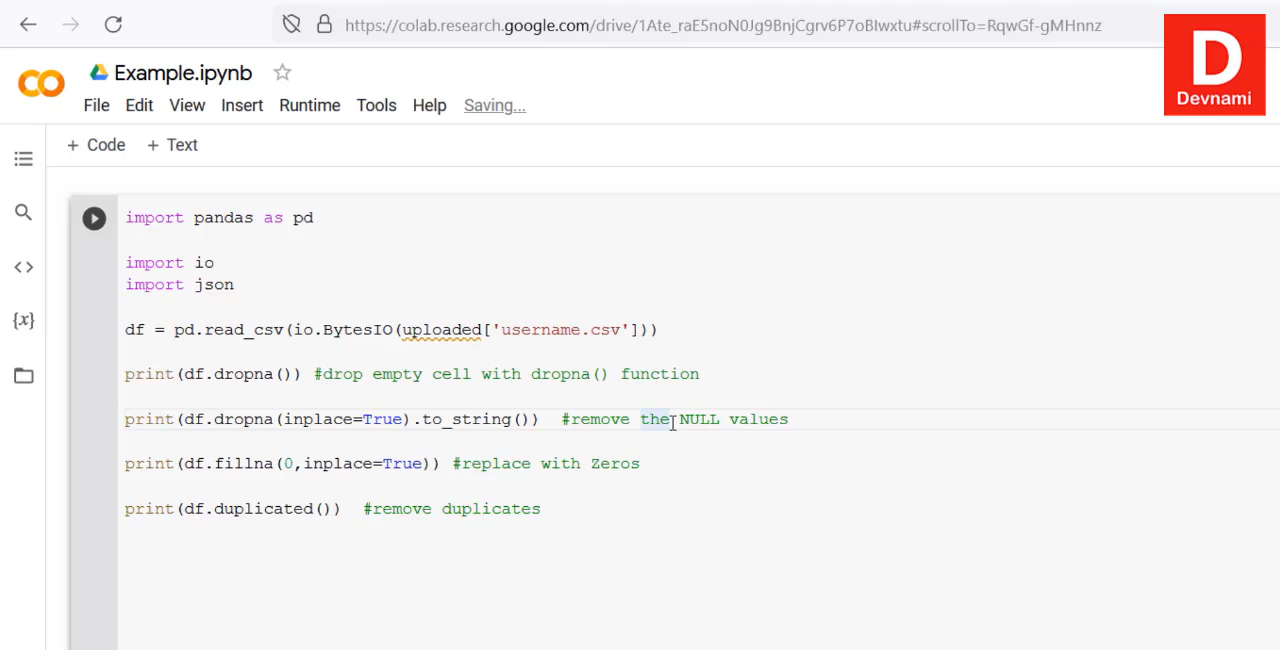 https://colab.research.google.com/drive/1Ate_raE5noN0Jg9BnjCgrv6P7oBIwxtu#scrollTo=RqwGf-gMHnnz
D
Devnami
CO
Example.ipynb
File Edit View Insert Runtime Tools Help Saving...
+ Code + Text
import pandas as pd
import io
import json
df = pd.read_csv(io.BytesIO(uploaded['username.csv']))
print(df.dropna()) #drop empty cell with dropna() function
print(df.dropna(inplace=True).to_string())  #remove the NULL values
print(df.fillna(0,inplace=True)) #replace with Zeros
print(df.duplicated())  #remove duplicates
{x}